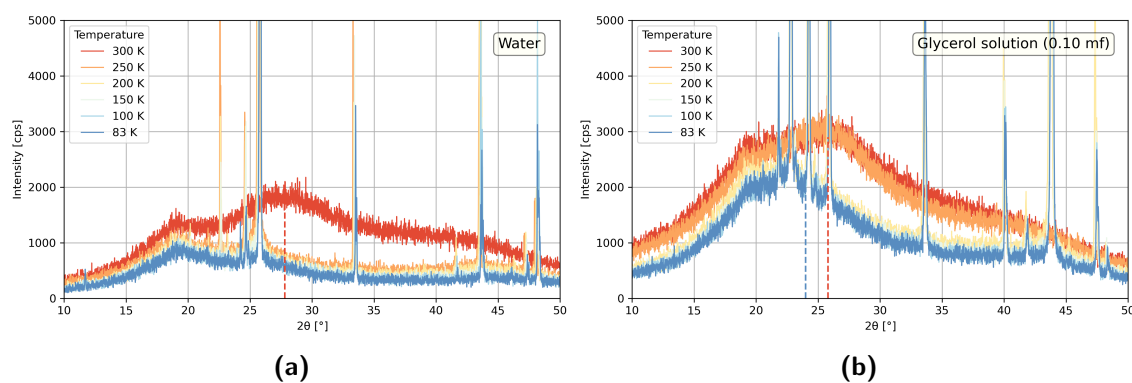 5000
4000
3000
2000
1000
0
Intensity [cps]
Temperature
300 K
250 K
200 K
150 K
100 K
83 K
Water
10 15 20 25 30 35 40 45 50
2θ [°]
(a)
5000
4000
3000
2000
1000
0
Intensity [cps]
Temperature
300 K
250 K
200 K
150 K
100 K
83 K
Glycerol solution (0.10 mf)
10 15 20 25 30 35 40 45 50
2θ [°]
(b)